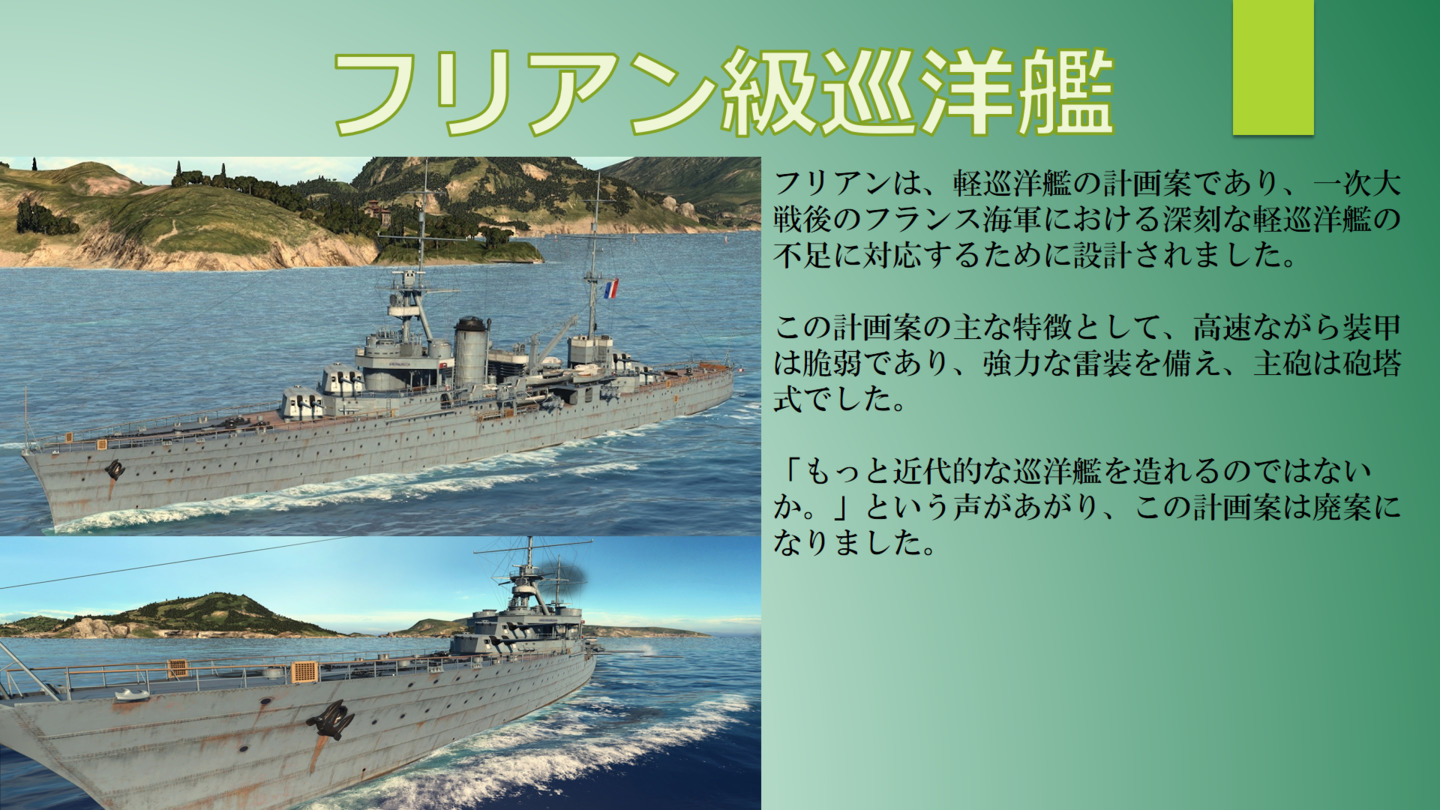 フリアン級巡洋艦
フリアンは、軽巡洋艦の計画案であり、一次大
戦後のフランス海軍における深刻な軽巡洋艦の
不足に対応するために設計されました。
この計画案の主な特徴として、高速ながら装甲
は脆弱であり、強力な雷装を備え、主砲は砲塔
式でした。
「もっと近代的な巡洋艦を造れるのではない
か。」という声があがり、この計画案は廃案に
なりました。